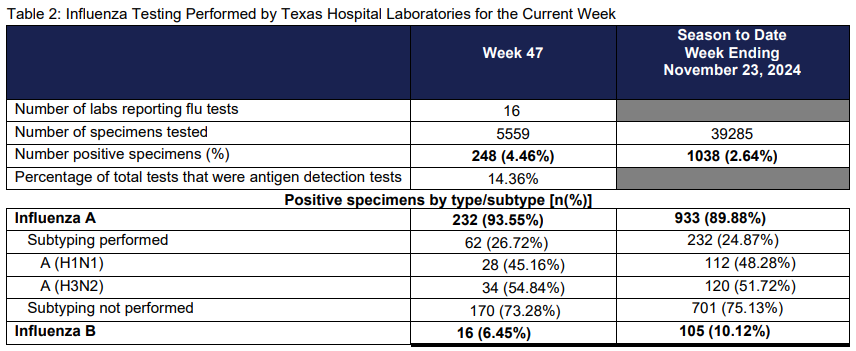 Table 2: Influenza Testing Performed by Texas Hospital Laboratories for the Current Week
Week 47 Season to Date Week Ending November 23, 2024
Number of labs reporting flu tests 16
Number of specimens tested 5559 39285
Number positive specimens (%) 248 (4.46%) 1038 (2.64%)
Percentage of total tests that were antigen detection tests 14.36%
Positive specimens by type/subtype [n(%)]
Influenza A 232 (93.55%) 933 (89.88%)
Subtyping performed 62 (26.72%) 232 (24.87%)
A (H1N1) 28 (45.16%) 112 (48.28%)
A (H3N2) 34 (54.84%) 120 (51.72%)
Subtyping not performed 170 (73.28%) 701 (75.13%)
Influenza B 16 (6.45%) 105 (10.12%)